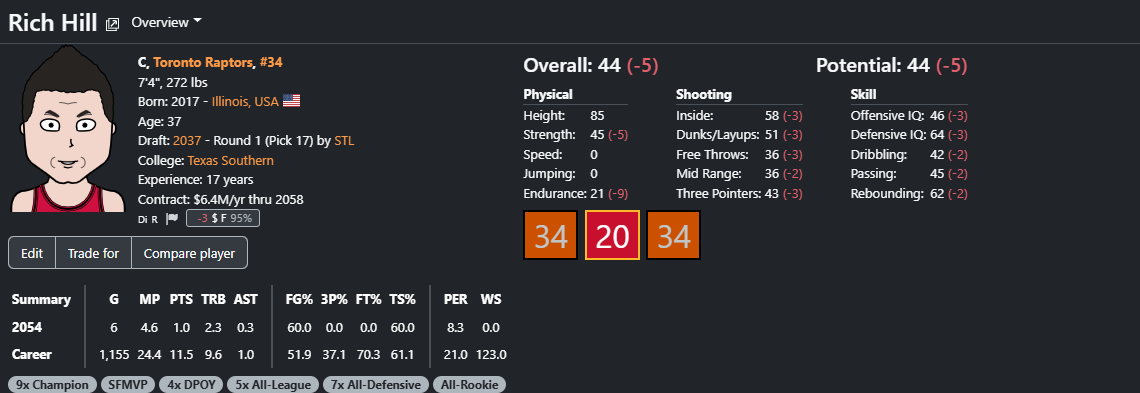 Rich Hill Overview
C, Toronto Raptors, #34
7'4", 272 lbs
Born: 2017 - Illinois, USA
Age: 37
Draft: 2037 - Round 1 (Pick 17) by STL
College: Texas Southern
Experience: 17 years
Contract: $6.4M/yr thru 2058
Di R -3 $ F 95%
Edit Trade for Compare player
Overall: 44 (-5) Potential: 44 (-5)
Physical Shooting Skill
Height: 85 Inside: 58 (-3) Offensive IQ: 46 (-3)
Strength: 45 (-5) Dunks/Layups: 51 (-3) Defensive IQ: 64 (-3)
Speed: 0 Free Throws: 36 (-3) Dribbling: 42 (-2)
Jumping: 0 Mid Range: 36 (-2) Passing: 45 (-2)
Endurance: 21 (-9) Three Pointers: 43 (-3) Rebounding: 62 (-2)
34 20 34
Summary G MP PTS TRB AST FG% 3P% FT% TS% PER WS
2054 6 4.6 1.0 2.3 0.3 60.0 0.0 0.0 60.0 8.3 0.0
Career 1,155 24.4 11.5 9.6 1.0 51.9 37.1 70.3 61.1 21.0 123.0
9x Champion SFMVP 4x DPOY 5x All-League 7x All-Defensive All-Rookie